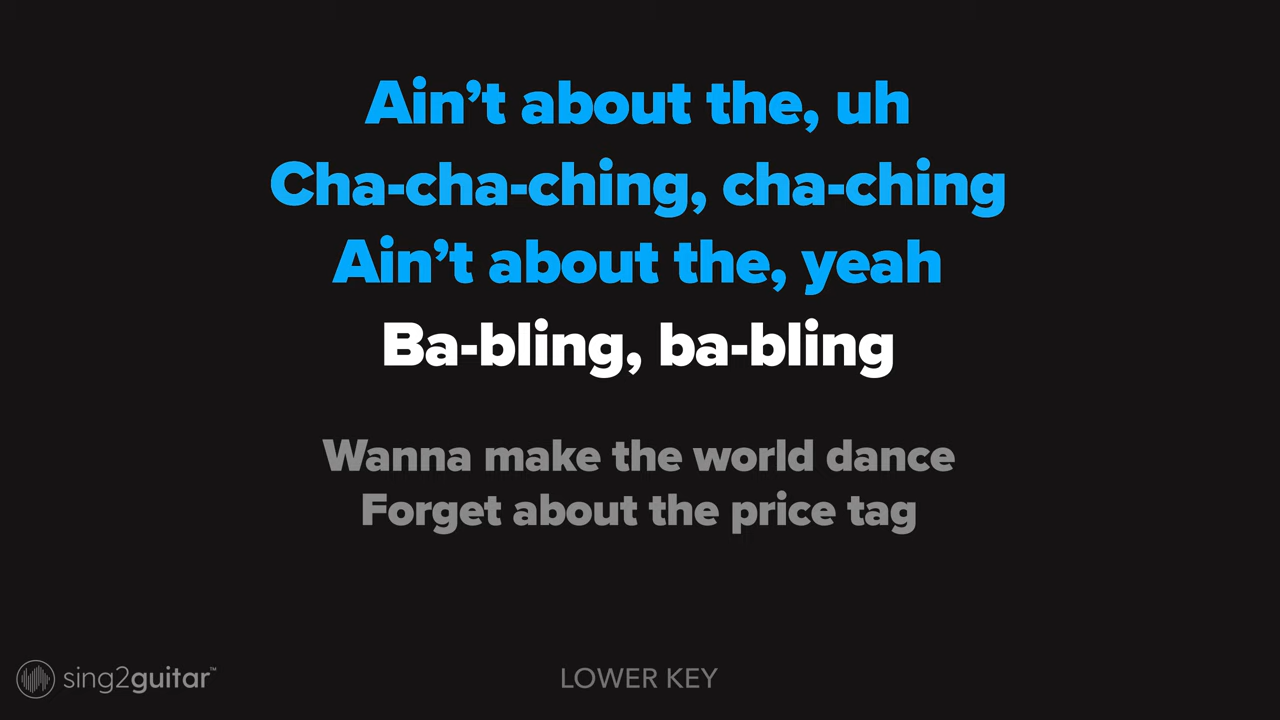 Ain’t about the, uh
Cha-cha-ching, cha-ching
Ain’t about the, yeah
Ba-bling, ba-bling
Wanna make the world dance
Forget about the price tag
sing2guitar™
LOWER KEY